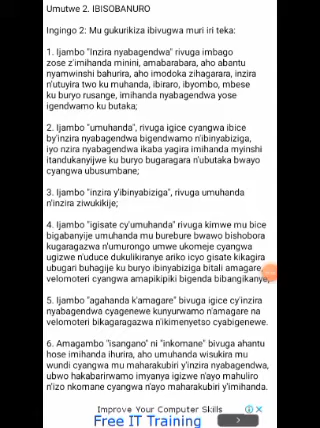 Umutwe 2. IBISOBANURO
Ingingo 2: Mu gukurikiza ibivugwa muri iri teka:
1. Ijambo "Inzira nyabagendwa" rivuga imbago
zose z'imihanda minini, amabarabara, aho abantu
nyamwinshi bahurira, aho imodoka zihagarara, inzira
n'utuyira two ku muhanda, ibiraro, ibyombo, mbese
ku buryo rusange, imihanda nyabagendwa yose
igendwamo ku butaka;
2. Ijambo "umuhanda", rivuga igice cyangwa ibice
by'inzira nyabagendwa bigendwamo n'ibinyabiziga,
iyo nzira nyabagendwa ikaba yagira imihanda myinshi
itandukanyijwe ku buryo bugaragara n'ubutaka bwayo
cyangwa ubusumbane;
3. Ijambo "inzira y'ibinyabiziga", rivuga umuhanda
n'inzira ziwukikije;
4. Ijambo "igisate cy'umuhanda" rivuga kimwe mu bice
bigabanyije umuhanda mu burebure bwawo bishobora
kugaragazwa n'umurongo umwe ukomeje cyangwa
ugizwe n'uduce dukulikiranye ariko icyo gisate kikagira
ubugari buhagije ku buryo ibinyabiziga bitali amagare,
velomoteri cyangwa amapikipiki bigenda bibangikanye;
5. Ijambo "agahanda k'amagare" bivuga igice cy'inzira
nyabagendwa cyagenewe kunyurwamo n'amagare na
velomoteri bikagaragazwa n'ikimenyetso cyabigenewe.
6. Amagambo "isangano" ni "inkomane" bivuga ahantu
hose imihanda ihurira, aho umuhanda wisukira mu
wundi cyangwa mu maharakubiri y'inzira nyabagendwa,
ubwo hakabarirwamo imyanya igizwe n'ayo mahuliro
n'izo nkomane cyangwa n'ayo maharakubiri y'imihanda.
Improve Your Computer Skills
Free IT Training